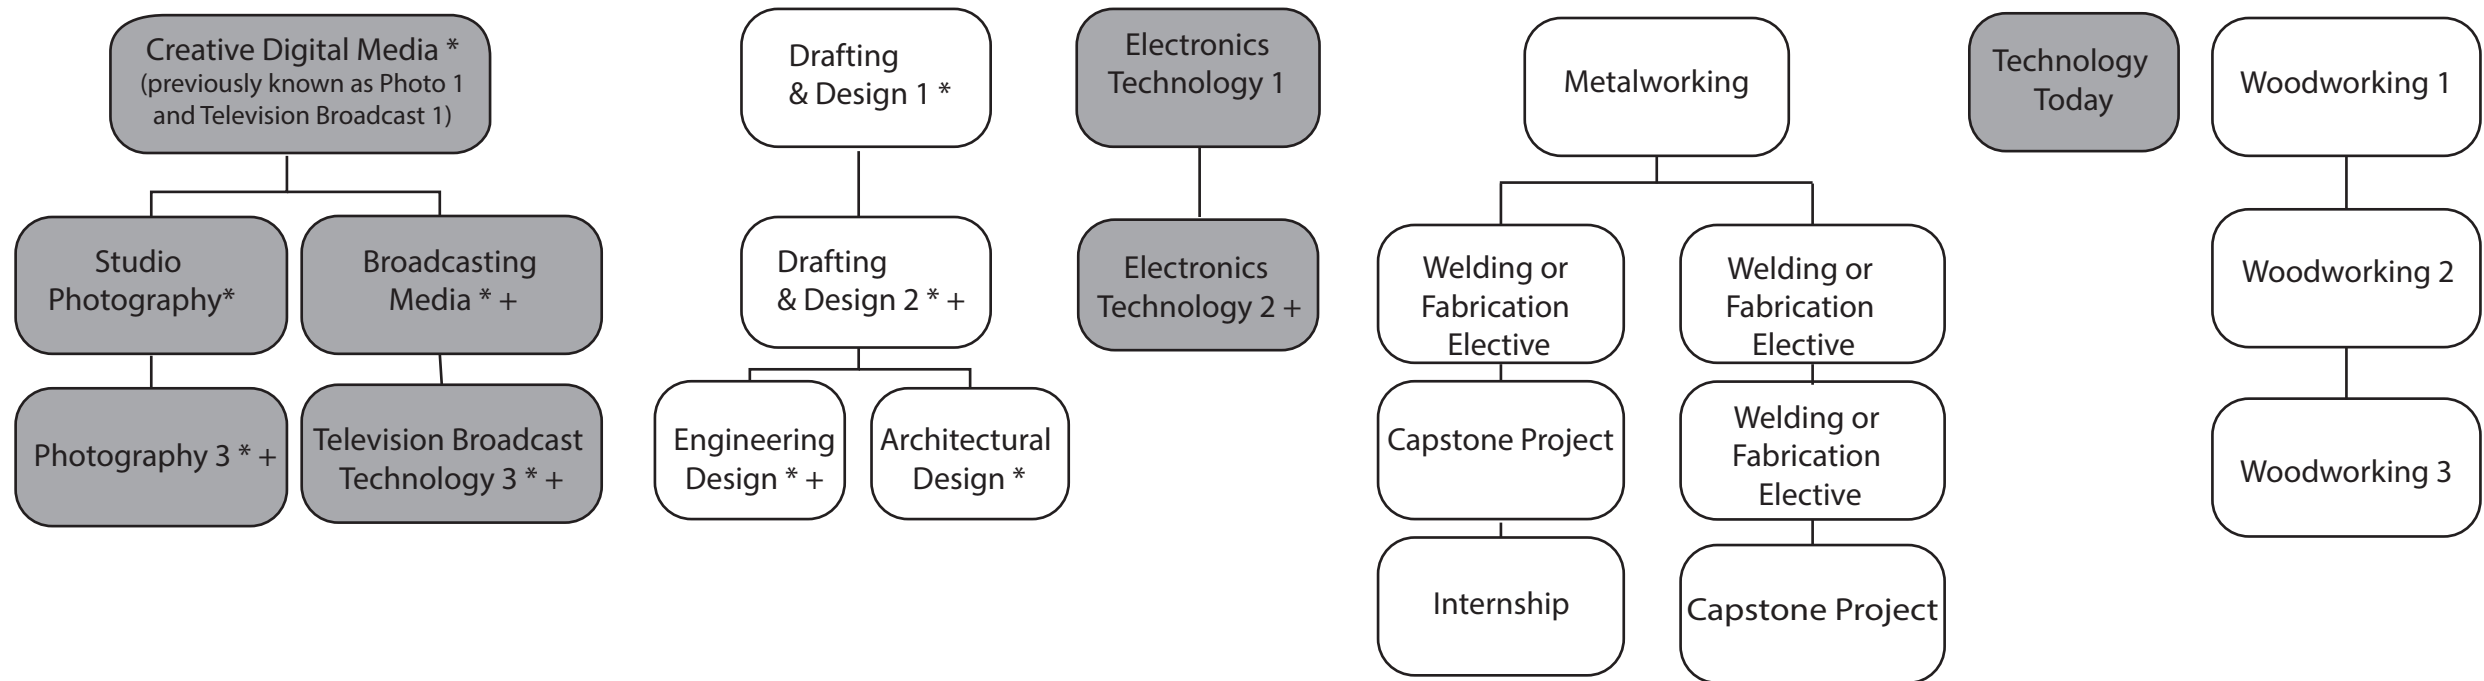 Creative Digital Media *
(previously known as Photo 1
and Television Broadcast 1)
Studio
Photography*
Broadcasting
Media * +
Photography 3 * +
Television Broadcast
Technology 3 * +
Drafting
& Design 1 *
Drafting
& Design 2 * +
Engineering
Design * +
Architectural
Design *
Electronics
Technology 1
Electronics
Technology 2 +
Metalworking
Welding or
Fabrication
Elective
Welding or
Fabrication
Elective
Capstone Project
Welding or
Fabrication
Elective
Internship
Capstone Project
Technology
Today
Woodworking 1
Woodworking 2
Woodworking 3